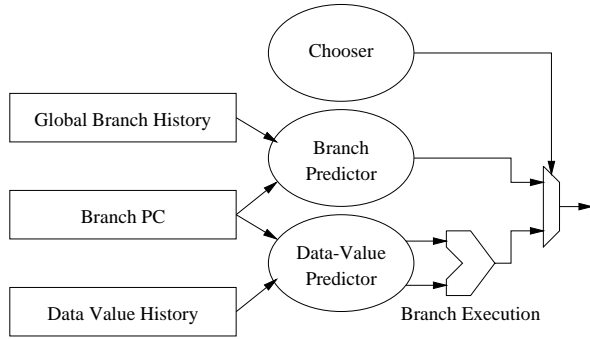 Chooser
Global Branch History
Branch
Predictor
Branch PC
Data-Value
Predictor
Data Value History
Branch Execution